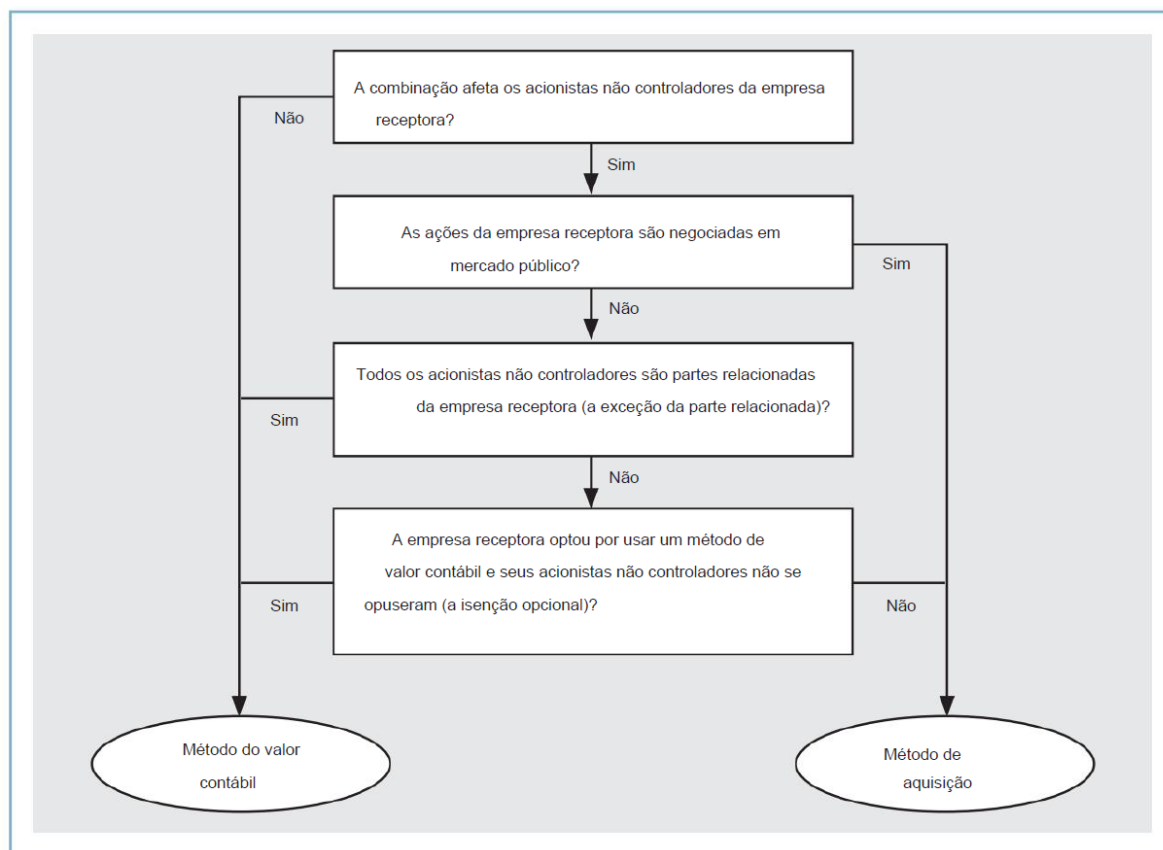 A combinação afeta os acionistas não controladores da empresa
receptora?
Não
Sim
As ações da empresa receptora são negociadas em
mercado público?
Sim
Não
Todos os acionistas não controladores são partes relacionadas
da empresa receptora (a exceção da parte relacionada)?
Sim
Não
A empresa receptora optou por usar um método de
valor contábil e seus acionistas não controladores não se
opuseram (a isenção opcional)?
Sim
Não
Método do valor
contábil
Método de
aquisição